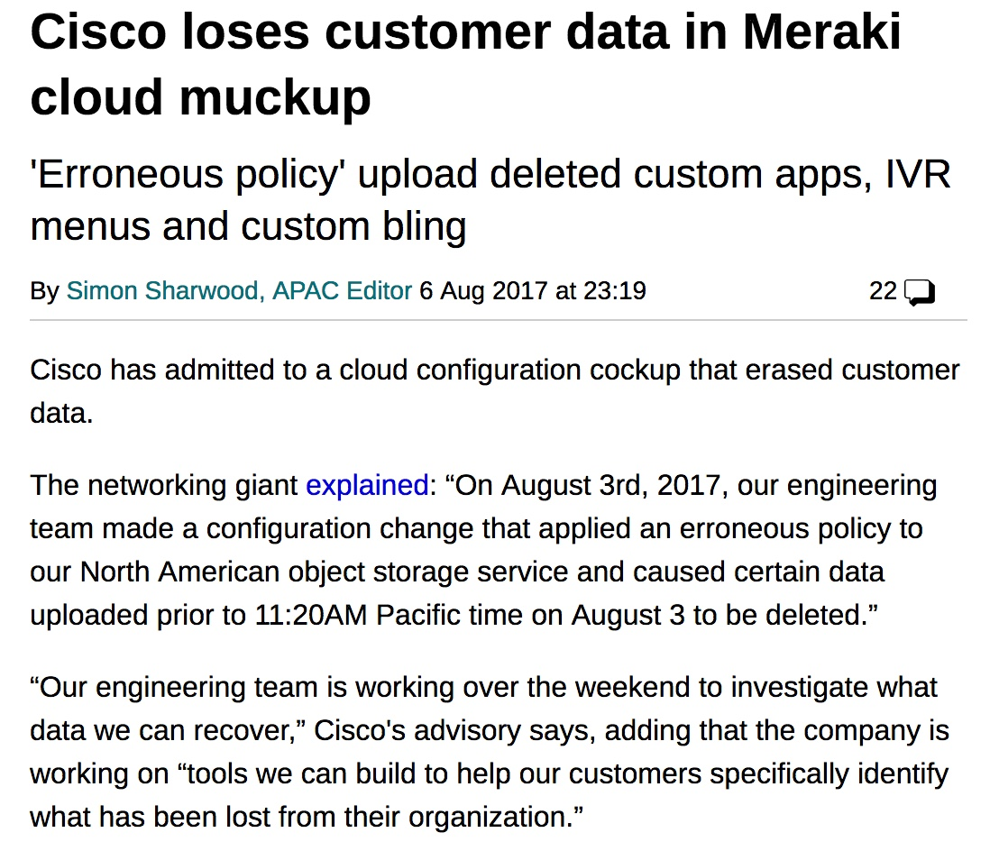 Cisco loses customer data in Meraki
cloud muckup
'Erroneous policy' upload deleted custom apps, IVR
menus and custom bling
By Simon Sharwood, APAC Editor 6 Aug 2017 at 23:19 22
Cisco has admitted to a cloud configuration cockup that erased customer
data.
The networking giant explained: “On August 3rd, 2017, our engineering
team made a configuration change that applied an erroneous policy to
our North American object storage service and caused certain data
uploaded prior to 11:20AM Pacific time on August 3 to be deleted.”
“Our engineering team is working over the weekend to investigate what
data we can recover,” Cisco's advisory says, adding that the company is
working on “tools we can build to help our customers specifically identify
what has been lost from their organization.”